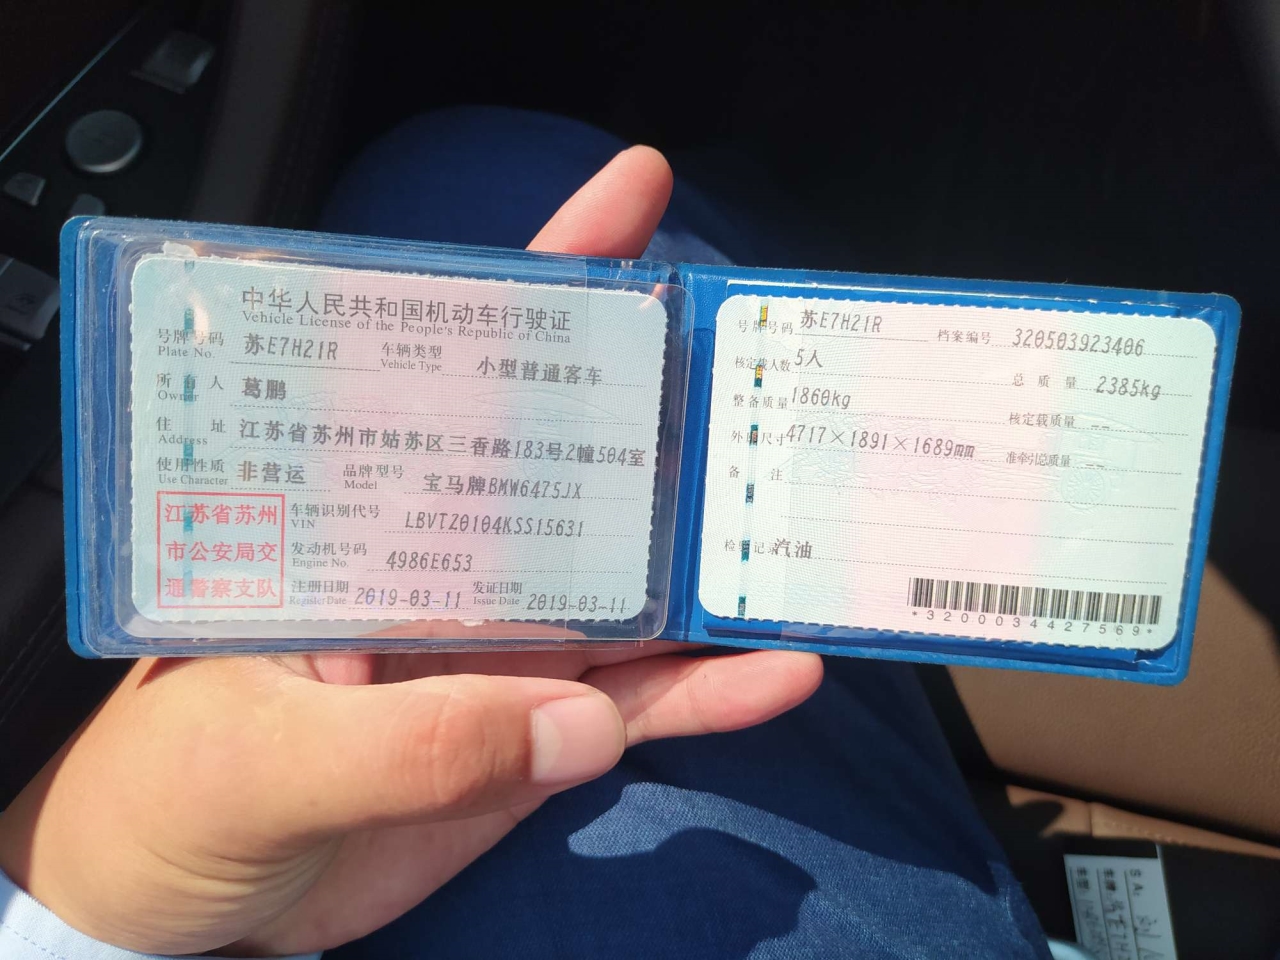 中华人民共和国机动车行驶证
Vehicle License of the People's Republic of China
号牌号码 苏E7H21R 车辆类型 小型普通客车
Plate No. Vehicle Type
所有人 葛鹏
Owner
住址 江苏省苏州市姑苏区三香路183号2幢504室
Address
使用性质 非营运 品牌型号 宝马牌BMW6475JX
Use Character Model
江苏省苏州
市公安局交
通警察支队
车辆识别代号 LBVTZ0104KSS15631
VIN
发动机号码 4986E653
Engine No.
注册日期 2019-03-11 发证日期 2019-03-11
Register Date Issue Date
号牌号码 苏E7H21R 档案编号 320503923406
核定载人数 5人 总质量 2385kg
整备质量 1860kg 核定载质量 --
外廓尺寸 4717×1891×1689mm 准牵引总质量 --
备注
检验记录 汽油
*3200034427569*